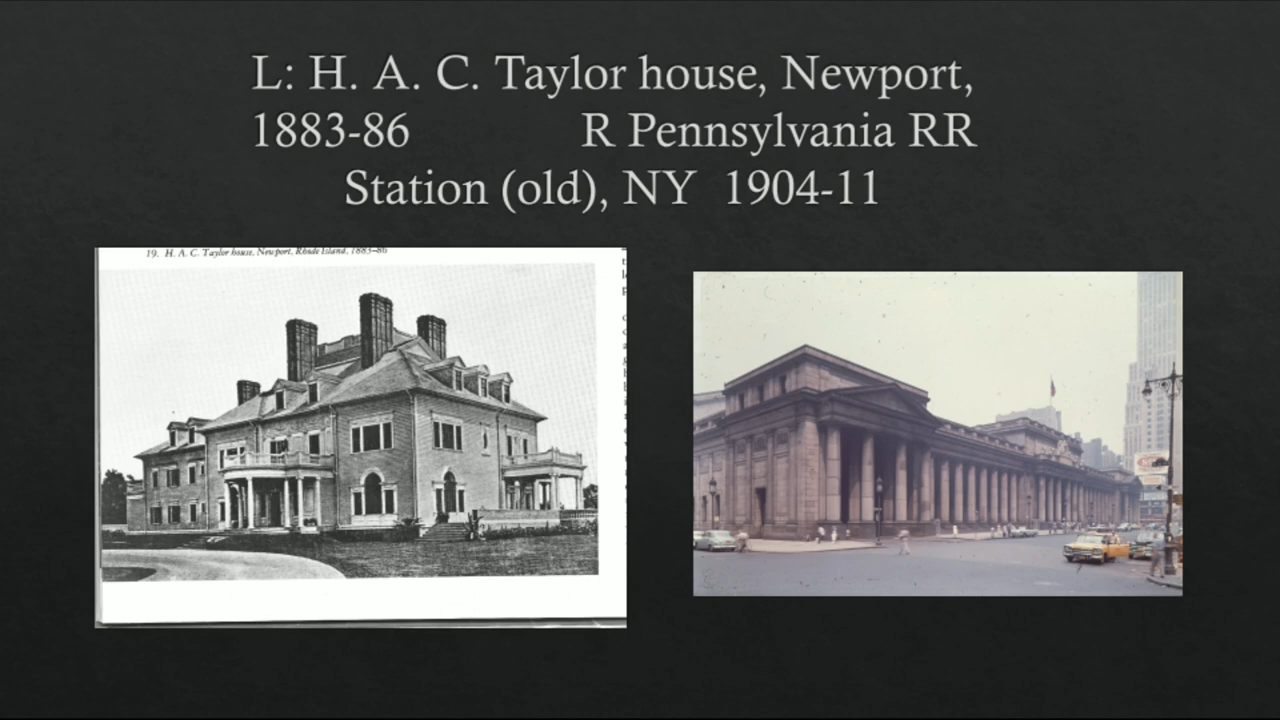 L: H. A. C. Taylor house, Newport,
1883-86 R Pennsylvania RR
Station (old), NY 1904-11
19. H. A. C. Taylor house, Newport, Rhode Island, 1883–86